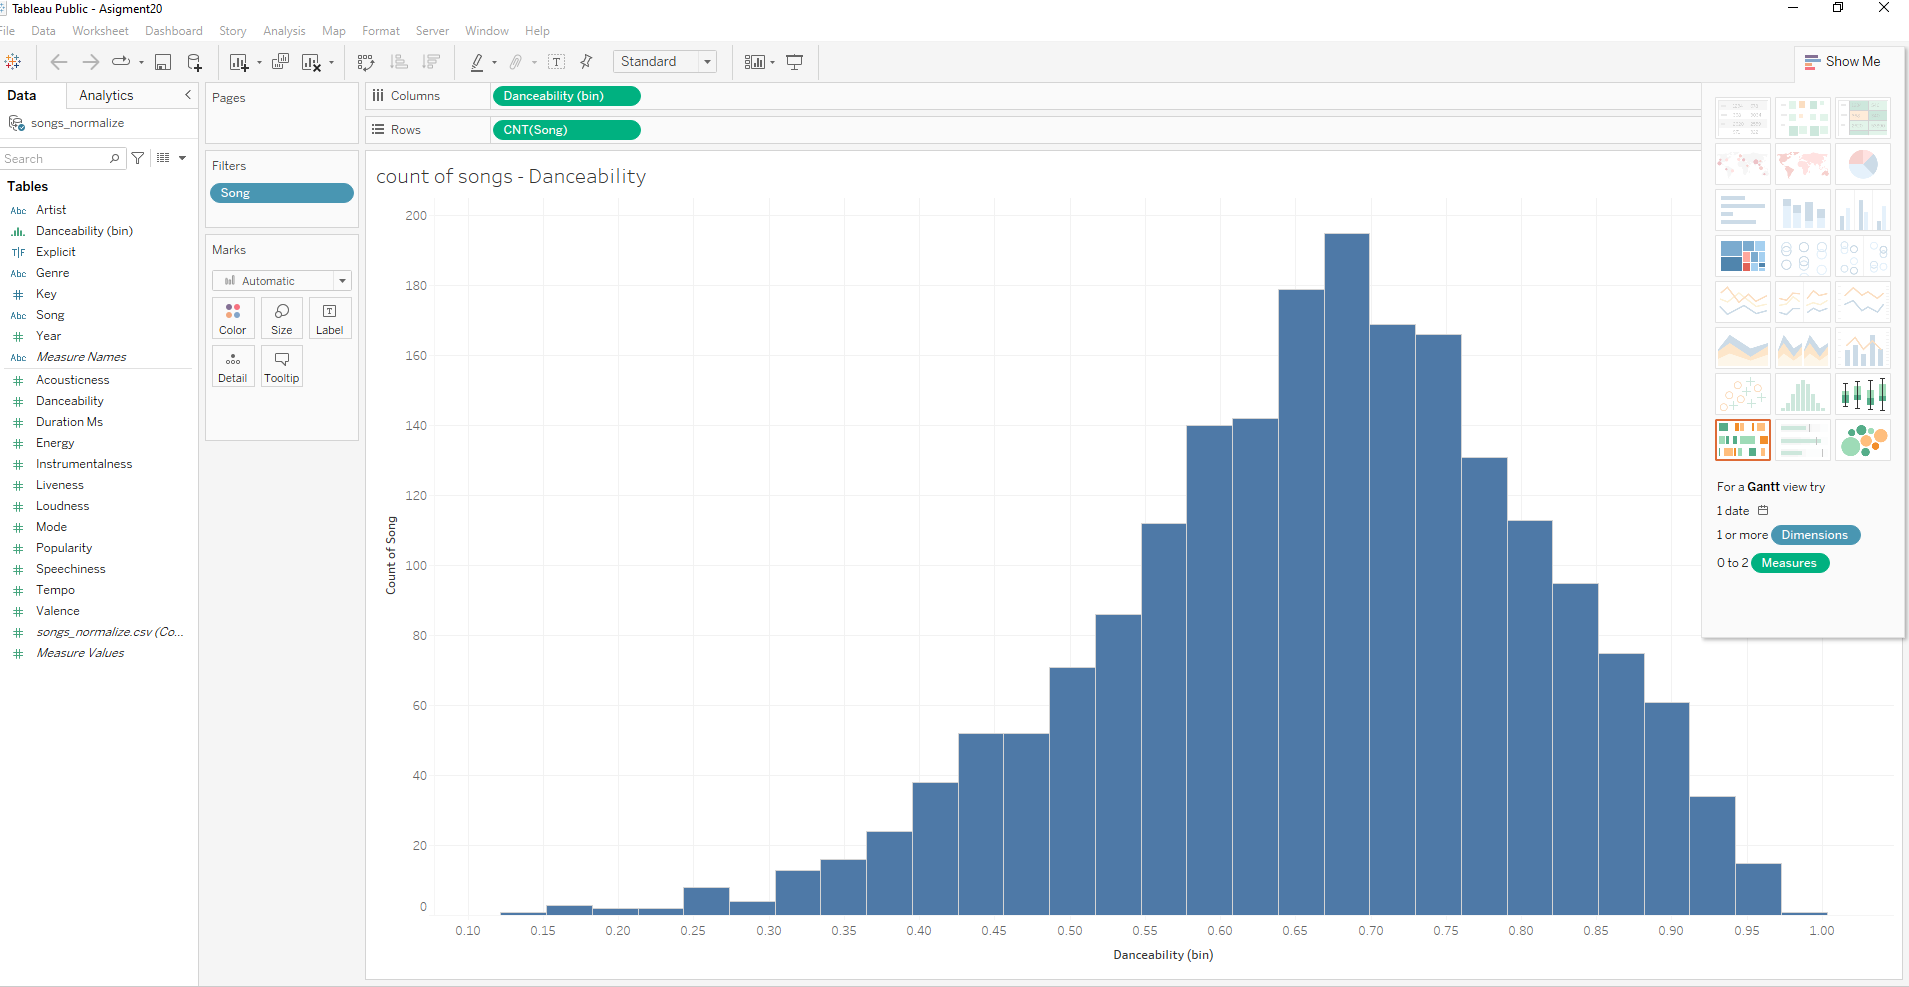 Tableau Public - Asigment20
File Data Worksheet Dashboard Story Analysis Map Format Server Window Help
Standard
Show Me
Data Analytics
songs_normalize
Search
Tables
Abc Artist
Danceability (bin)
T|F Explicit
Abc Genre
Key
Abc Song
Year
Abc Measure Names
Acousticness
Danceability
Duration Ms
Energy
Instrumentalness
Liveness
Loudness
Mode
Popularity
Speechiness
Tempo
Valence
songs_normalize.csv (Co...
Measure Values
Pages
Filters
Song
Marks
Automatic
Color Size Label
Detail Tooltip
Columns Danceability (bin)
Rows CNT(Song)
count of songs - Danceability
200
180
160
140
120
100
80
60
40
20
0
Count of Song
0.10 0.15 0.20 0.25 0.30 0.35 0.40 0.45 0.50 0.55 0.60 0.65 0.70 0.75 0.80 0.85 0.90 0.95 1.00
Danceability (bin)
For a Gantt view try
1 date
1 or more Dimensions
0 to 2 Measures